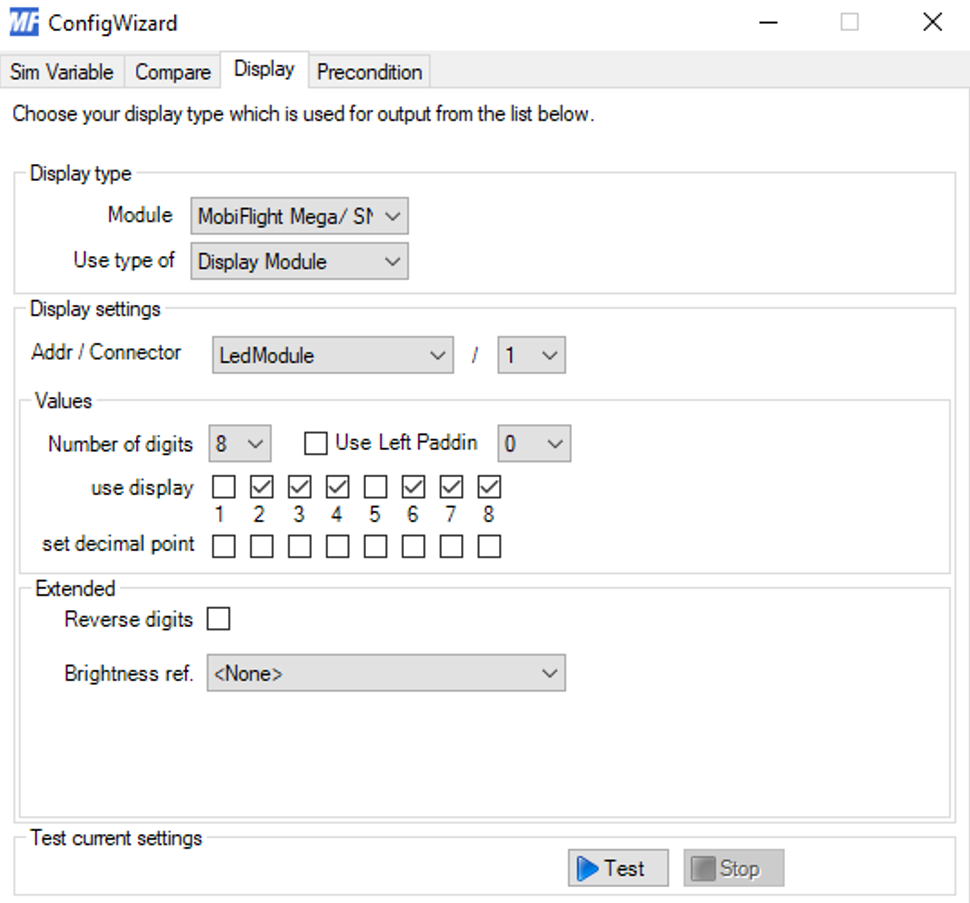 MF ConfigWizard
Sim Variable Compare Display Precondition
Choose your display type which is used for output from the list below.
Display type
Module MobiFlight Mega/ SN
Use type of Display Module
Display settings
Addr / Connector LedModule / 1
Values
Number of digits 8 Use Left Paddin 0
use display
1 2 3 4 5 6 7 8
set decimal point
Extended
Reverse digits
Brightness ref. <None>
Test current settings
Test Stop